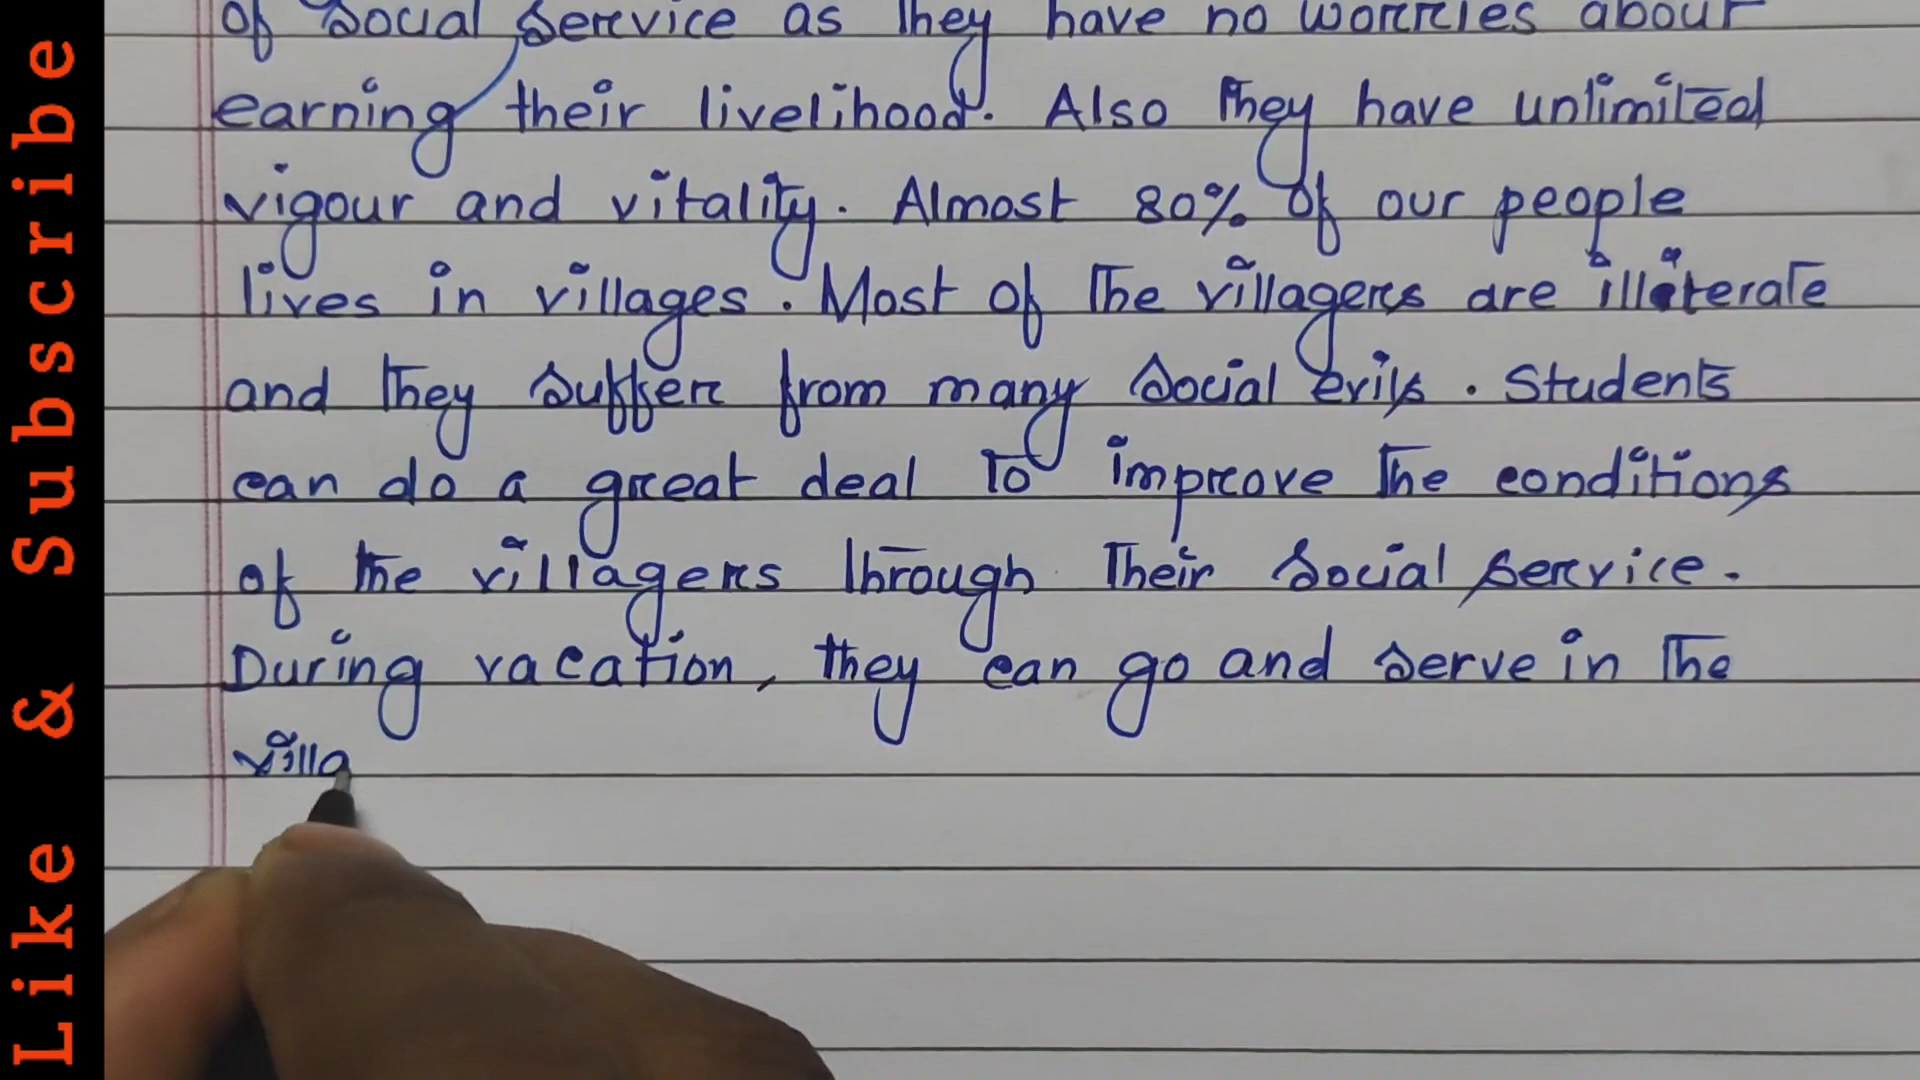 Like & Subscribe
of social service as they have no worries about
earning their livelihood. Also they have unlimited
vigour and vitality. Almost 80% of our people
lives in villages. Most of the villagers are illiterate
and they suffer from many social evils. Students
can do a great deal to improve the conditions
of the villagers through their social service.
During vacation, they can go and serve in the
villa